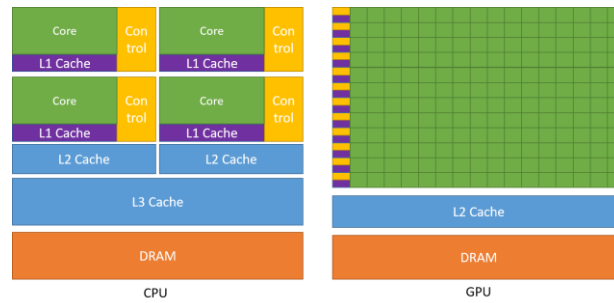 Core
Con
trol
L1 Cache
Core
Con
trol
L1 Cache
Core
Con
trol
L1 Cache
Core
Con
trol
L1 Cache
L2 Cache
L2 Cache
L3 Cache
DRAM
CPU
L2 Cache
DRAM
GPU